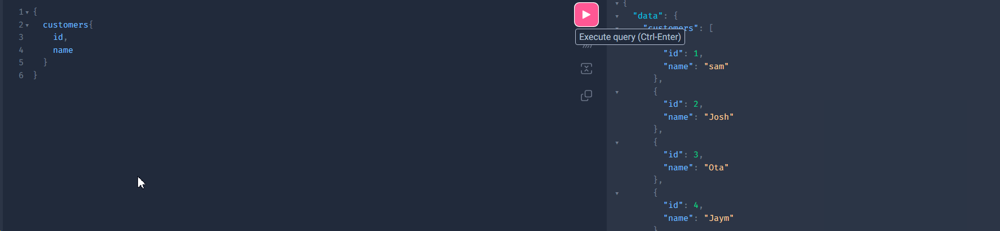 1 {
2 customers{
3 id,
4 name
5 }
6 }
Execute query (Ctrl-Enter)
{
"data": {
"customers": [
"id": 1,
"name": "sam"
},
{
"id": 2,
"name": "Josh"
},
{
"id": 3,
"name": "Ota"
},
{
"id": 4,
"name": "Jaym"
}